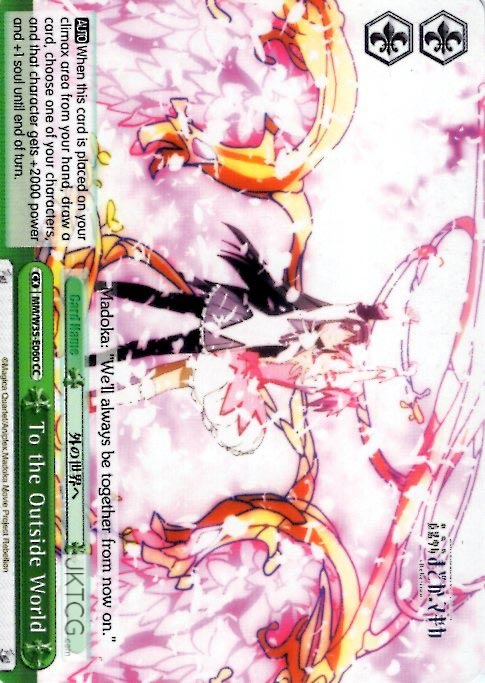 [AUTO] When this card is placed on your
climax area from your hand, draw a
card, choose one of your characters,
and that character gets +2000 power
and +1 soul until end of turn.
Madoka: "We'll always be together from now on."
Card Name
外の世界へ
JKTCG.com
CX MM/W35-E060 CC
To the Outside World
©Magica Quartet/Aniplex,Madoka Movie Project Rebellion